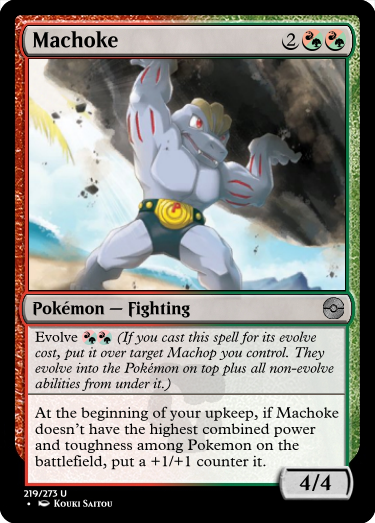 Machoke 2
Pokémon — Fighting
Evolve (If you cast this spell for its evolve
cost, put it over target Machop you control. They
evolve into the Pokémon on top plus all non-evolve
abilities from under it.)
At the beginning of your upkeep, if Machoke
doesn't have the highest combined power
and toughness among Pokemon on the
battlefield, put a +1/+1 counter it.
4/4
219/273 U
• Kouki Saitou